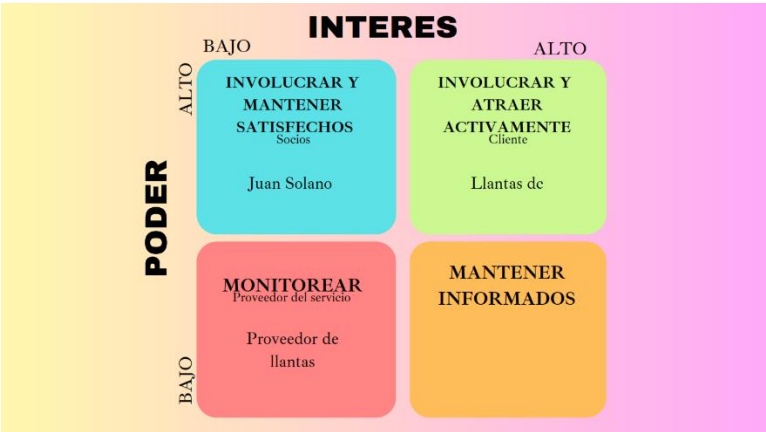 INTERES
BAJO
ALTO
ALTO
PODER
BAJO
INVOLUCRAR Y
MANTENER
SATISFECHOS
Socios
Juan Solano
INVOLUCRAR Y
ATRAER
ACTIVAMENTE
Cliente
Llantas dc
MONITOREAR
Proveedor del servicio
Proveedor de
llantas
MANTENER
INFORMADOS